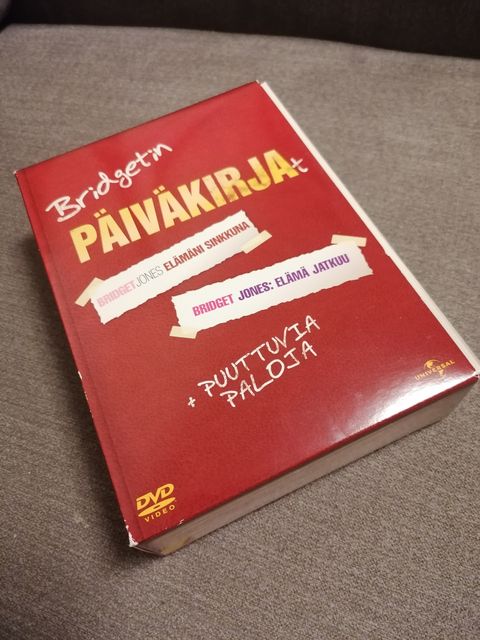 Bridgetin
PÄIVÄKIRJAt
BRIDGET JONES ELÄMÄNI SINKKUNA
BRIDGET JONES: ELÄMÄ JATKUU
+ PUUTTUVIA
PALOJA
UNIVERSAL
DVD
VIDEO